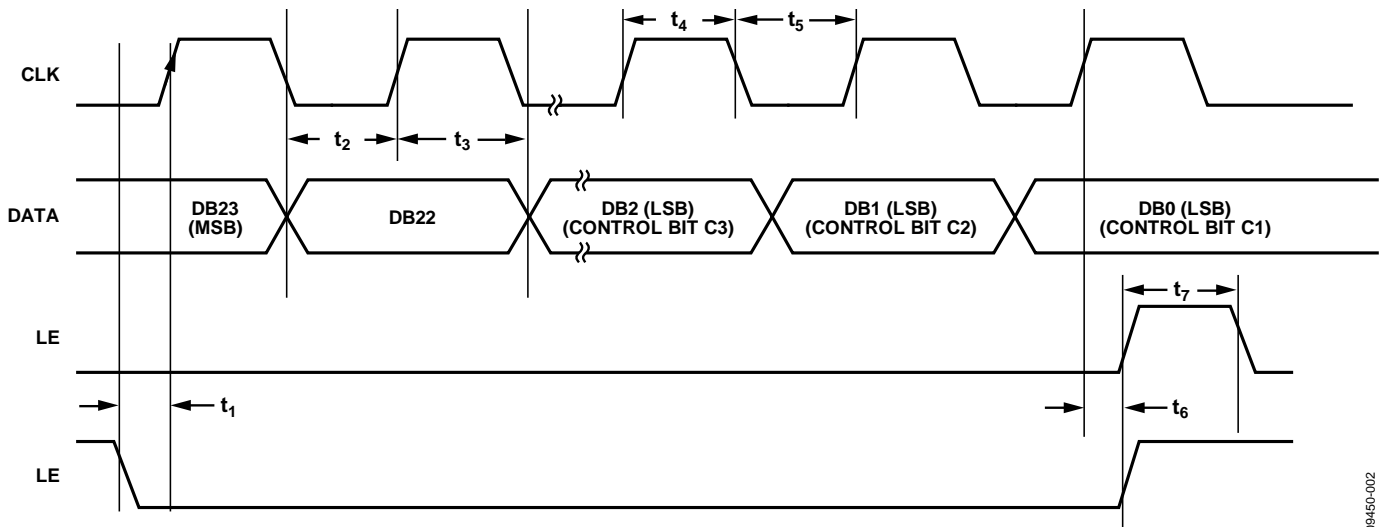 t4
t5
CLK
t2
t3
DATA
DB23
(MSB)
DB22
DB2 (LSB)
(CONTROL BIT C3)
DB1 (LSB)
(CONTROL BIT C2)
DB0 (LSB)
(CONTROL BIT C1)
t7
LE
t1
t6
LE
09450-002